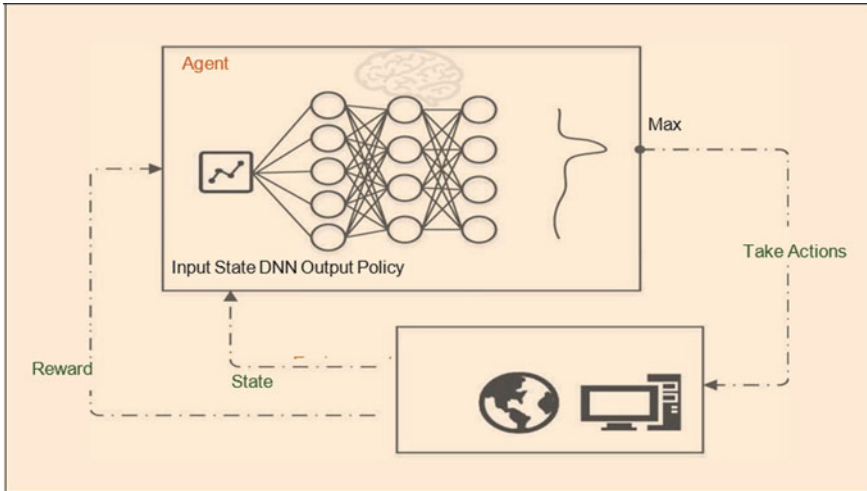 Agent
Max
Input State DNN Output Policy
Take Actions
Reward
State